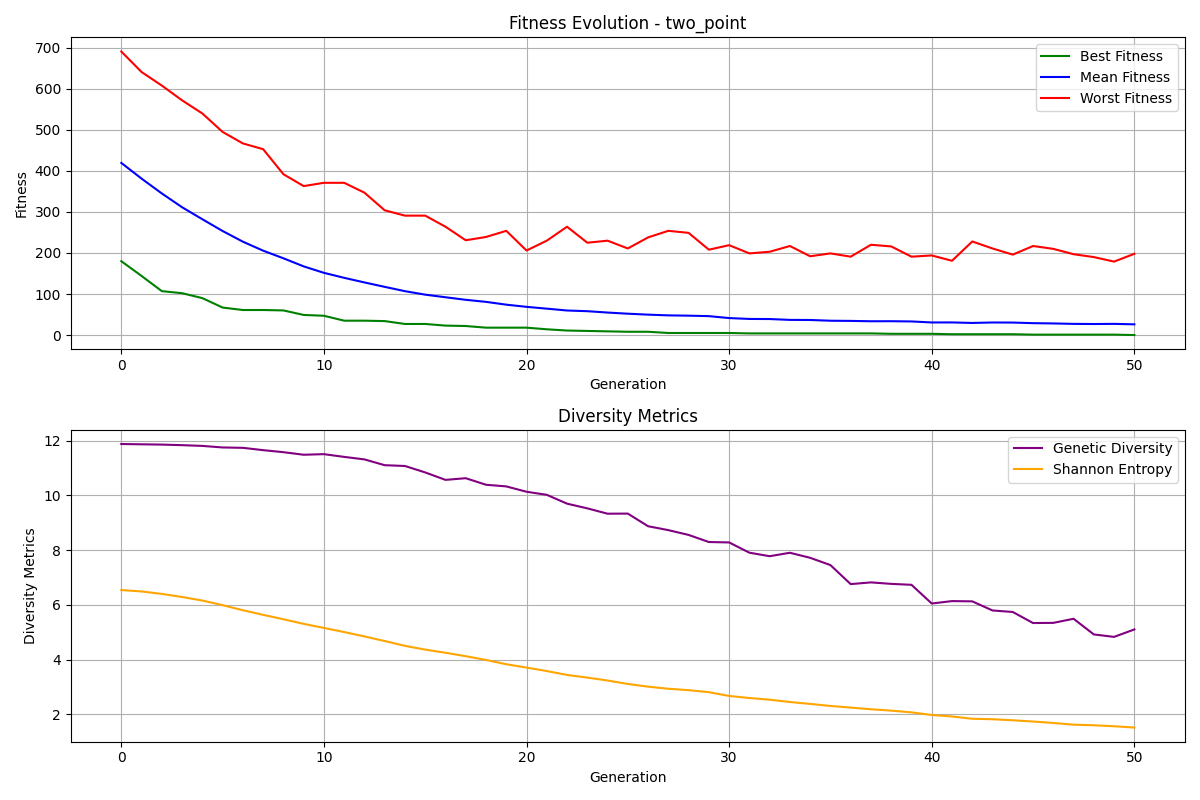 Fitness Evolution - two_point
700
600
500
400
300
200
100
0
Fitness
Best Fitness
Mean Fitness
Worst Fitness
0 10 20 30 40 50
Generation
Diversity Metrics
12
10
8
6
4
2
Diversity Metrics
Genetic Diversity
Shannon Entropy
0 10 20 30 40 50
Generation